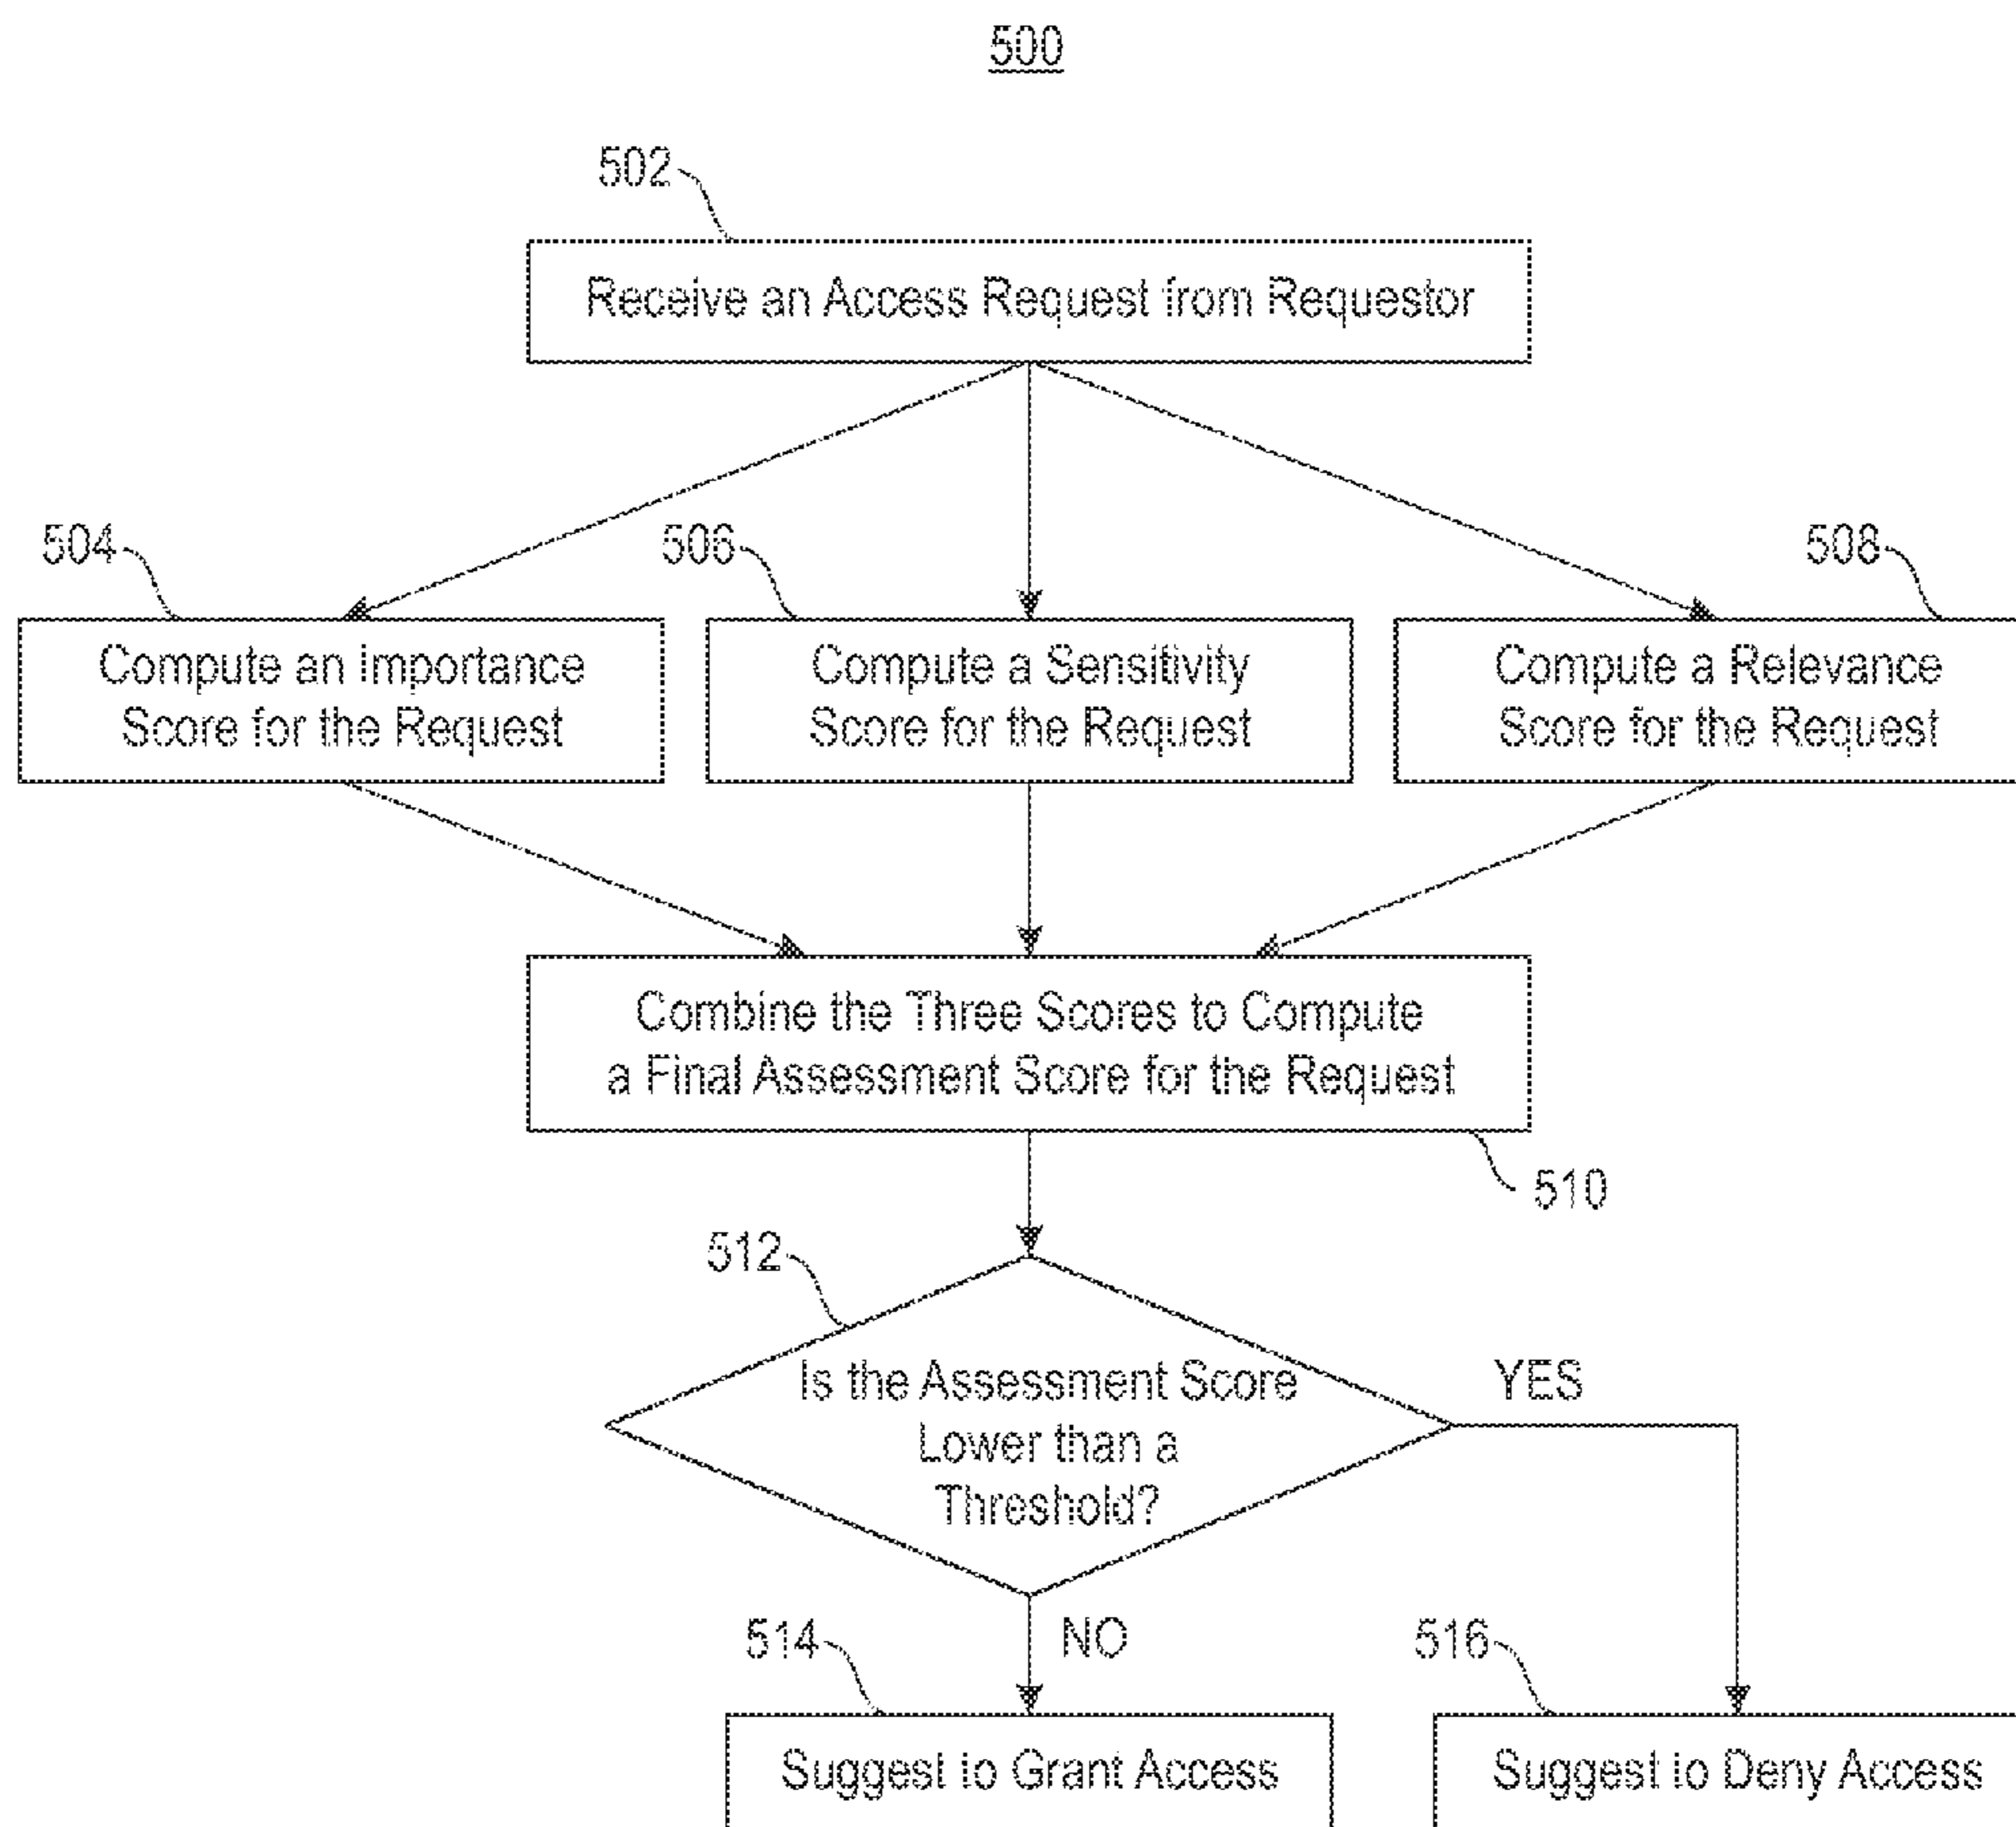 500
502
Receive an Access Request from Requestor
504
506
508
Compute an Importance
Score for the Request
Compute a Sensitivity
Score for the Request
Compute a Relevance
Score for the Request
Combine the Three Scores to Compute
a Final Assessment Score for the Request
510
512
Is the Assessment Score
Lower than a
Threshold?
YES
NO
514
516
Suggest to Grant Access
Suggest to Deny Access